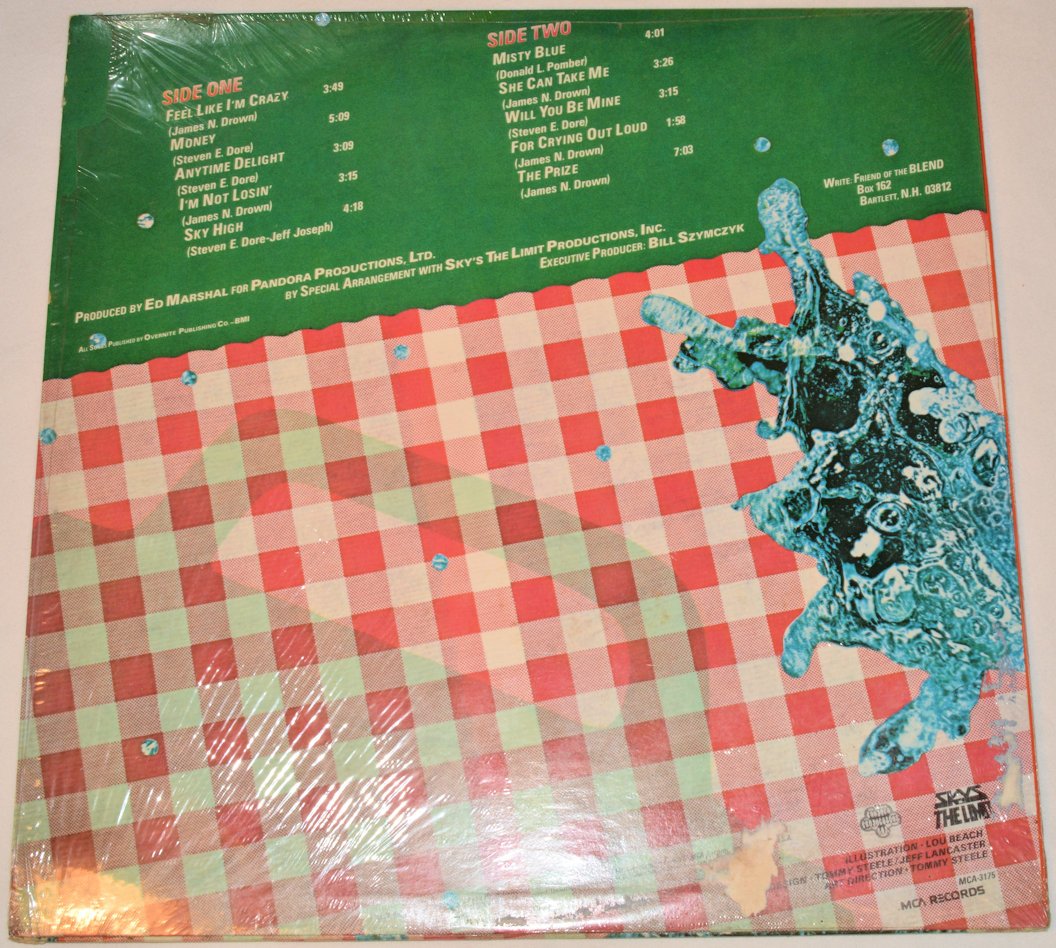 SIDE ONE
FEEL LIKE I'M CRAZY 3:49
(James N. Drown)
MONEY 5:09
(Steven E. Dore)
ANYTIME DELIGHT 3:09
(Steven E. Dore)
I'M NOT LOSIN' 3:15
(James N. Drown)
SKY HIGH 4:18
(Steven E. Dore-Jeff Joseph)
SIDE TWO
MISTY BLUE 4:01
(Donald L. Pomber)
SHE CAN TAKE ME 3:26
(James N. Drown)
WILL YOU BE MINE 3:15
(Steven E. Dore)
FOR CRYING OUT LOUD 1:58
(James N. Drown)
THE PRIZE 7:03
(James N. Drown)
WRITE: FRIEND OF THE BLEND
BOX 162
BARTLETT, N.H. 03812
PRODUCED BY ED MARSHAL FOR PANDORA PRODUCTIONS, LTD.
BY SPECIAL ARRANGEMENT WITH SKY'S THE LIMIT PRODUCTIONS, INC.
EXECUTIVE PRODUCER: BILL SZYMCZYK
ALL SONGS PUBLISHED BY OVERNITE PUBLISHING CO.-BMI
SKYS
THE LIMIT
ILLUSTRATION · LOU BEACH
DESIGN · TOMMY STEELE/JEFF LANCASTER
ART DIRECTION · TOMMY STEELE
MCA-3175
MCA RECORDS